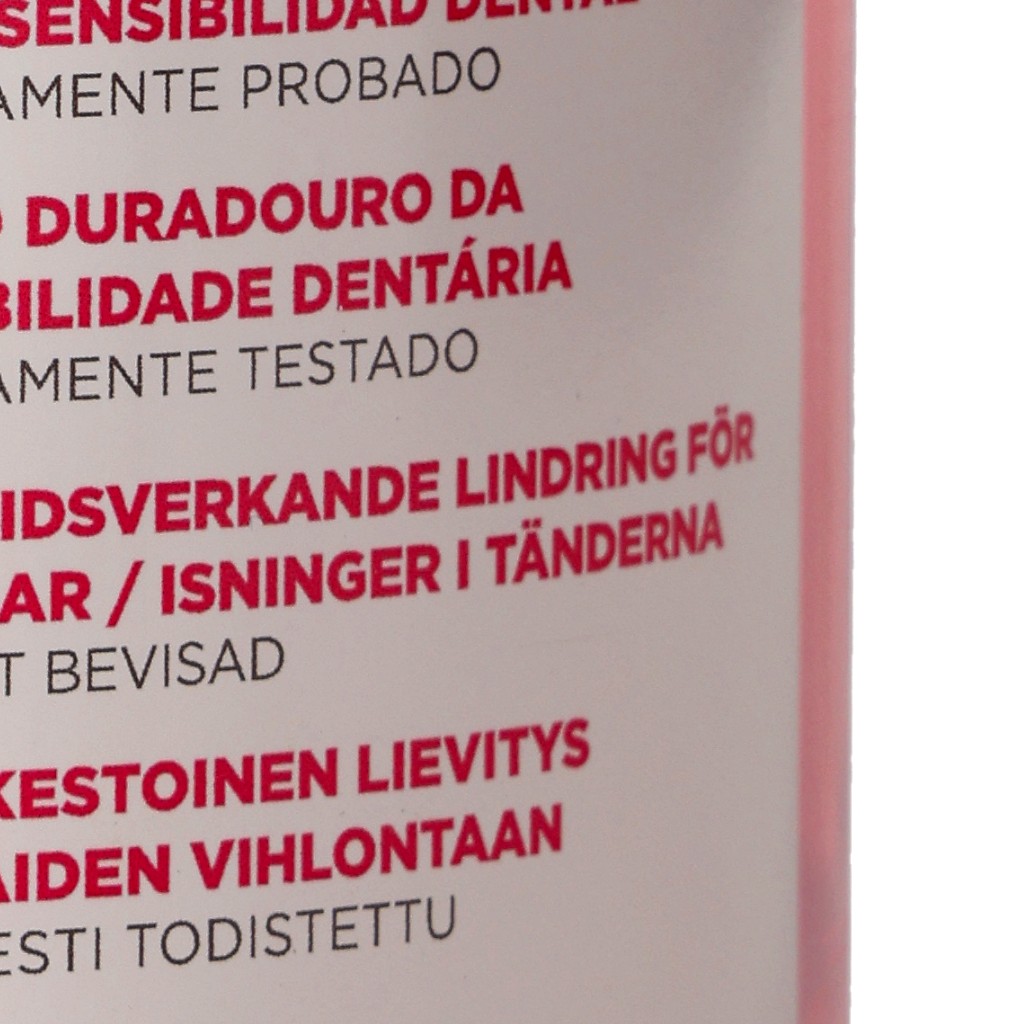 SENSIBILIDAD DENTAL
AMENTE PROBADO
DURADOURO DA
BILIDADE DENTÁRIA
AMENTE TESTADO
IDSVERKANDE LINDRING FÖR
AR / ISNINGER I TÄNDERNA
T BEVISAD
KESTOINEN LIEVITYS
AIDEN VIHLONTAAN
ESTI TODISTETTU